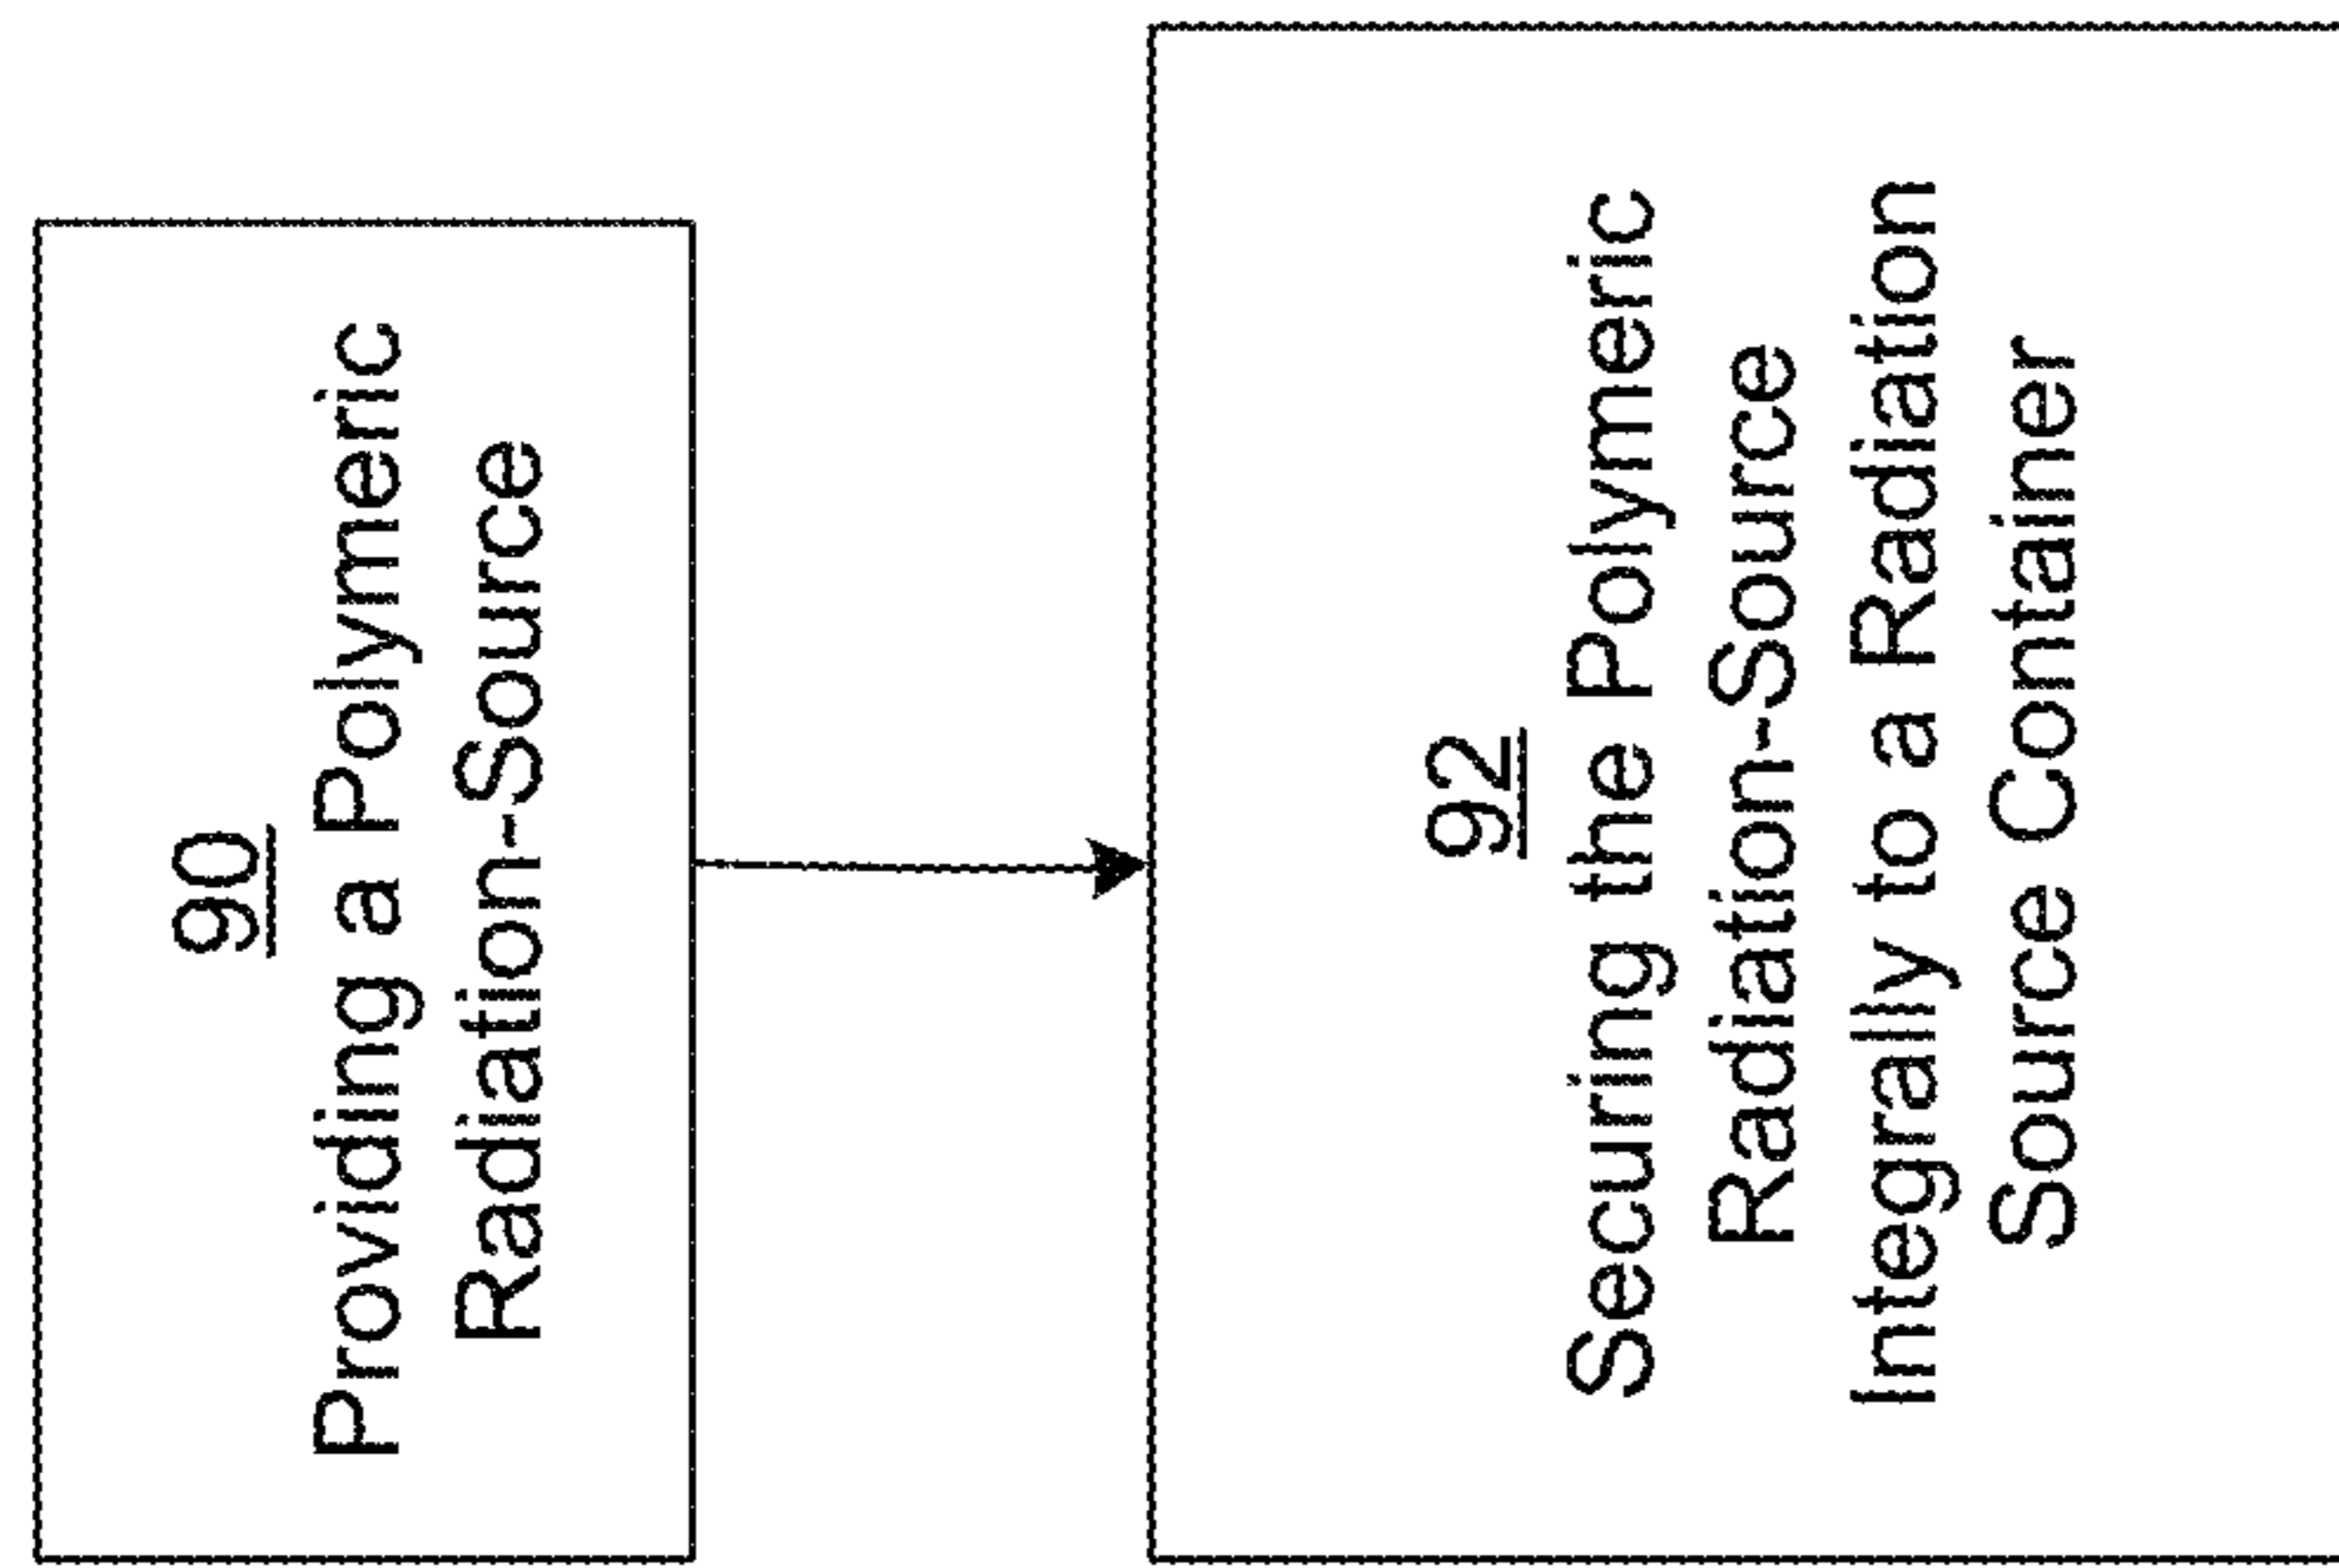 90
Providing a Polymeric
Radiation-Source
92
Securing the Polymeric
Radiation-Source
Integrally to a Radiation
Source Container